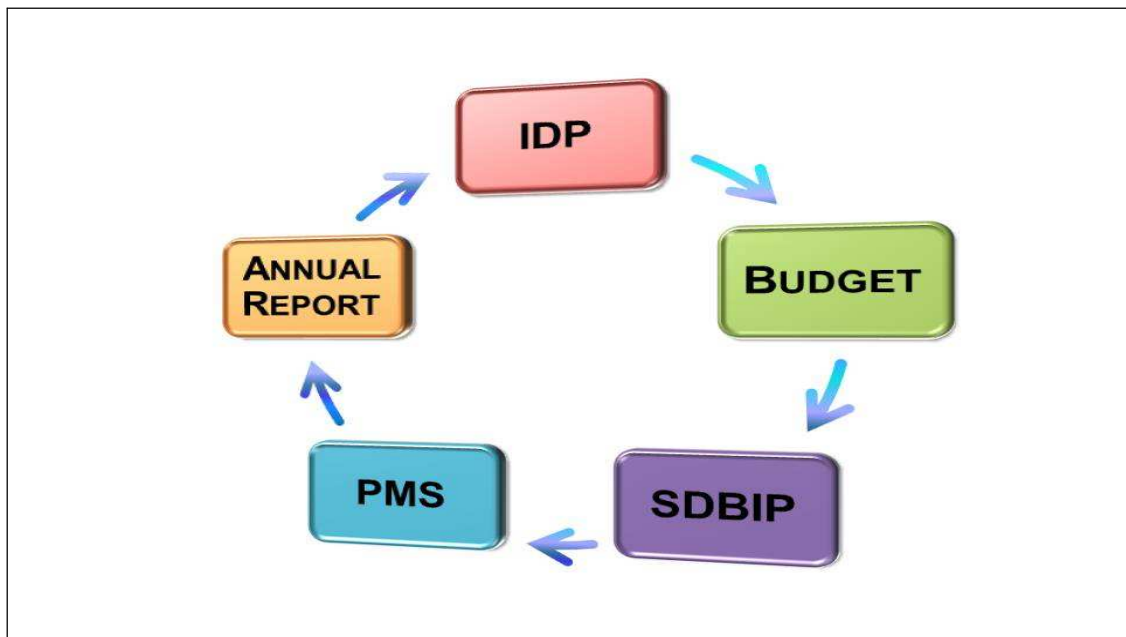 IDP
BUDGET
SDBIP
PMS
ANNUAL
REPORT